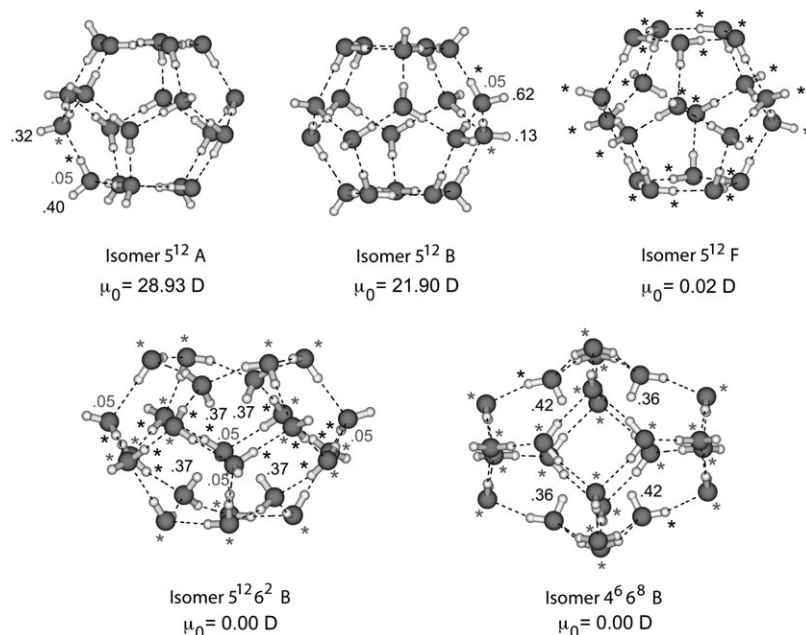 .32
*
*
.05
.40
*
.05
.62
.13
*
* * * * * * * * * * * * * * * * * * * *
Isomer 5¹² A
Isomer 5¹² B
Isomer 5¹² F
μ₀= 28.93 D
μ₀= 21.90 D
μ₀= 0.02 D
.37 .37
.05
.05
.05
.37
.05
.37
.42
.36
.36
.42
Isomer 5¹²6² B
Isomer 4⁶6⁸ B
μ₀= 0.00 D
μ₀= 0.00 D